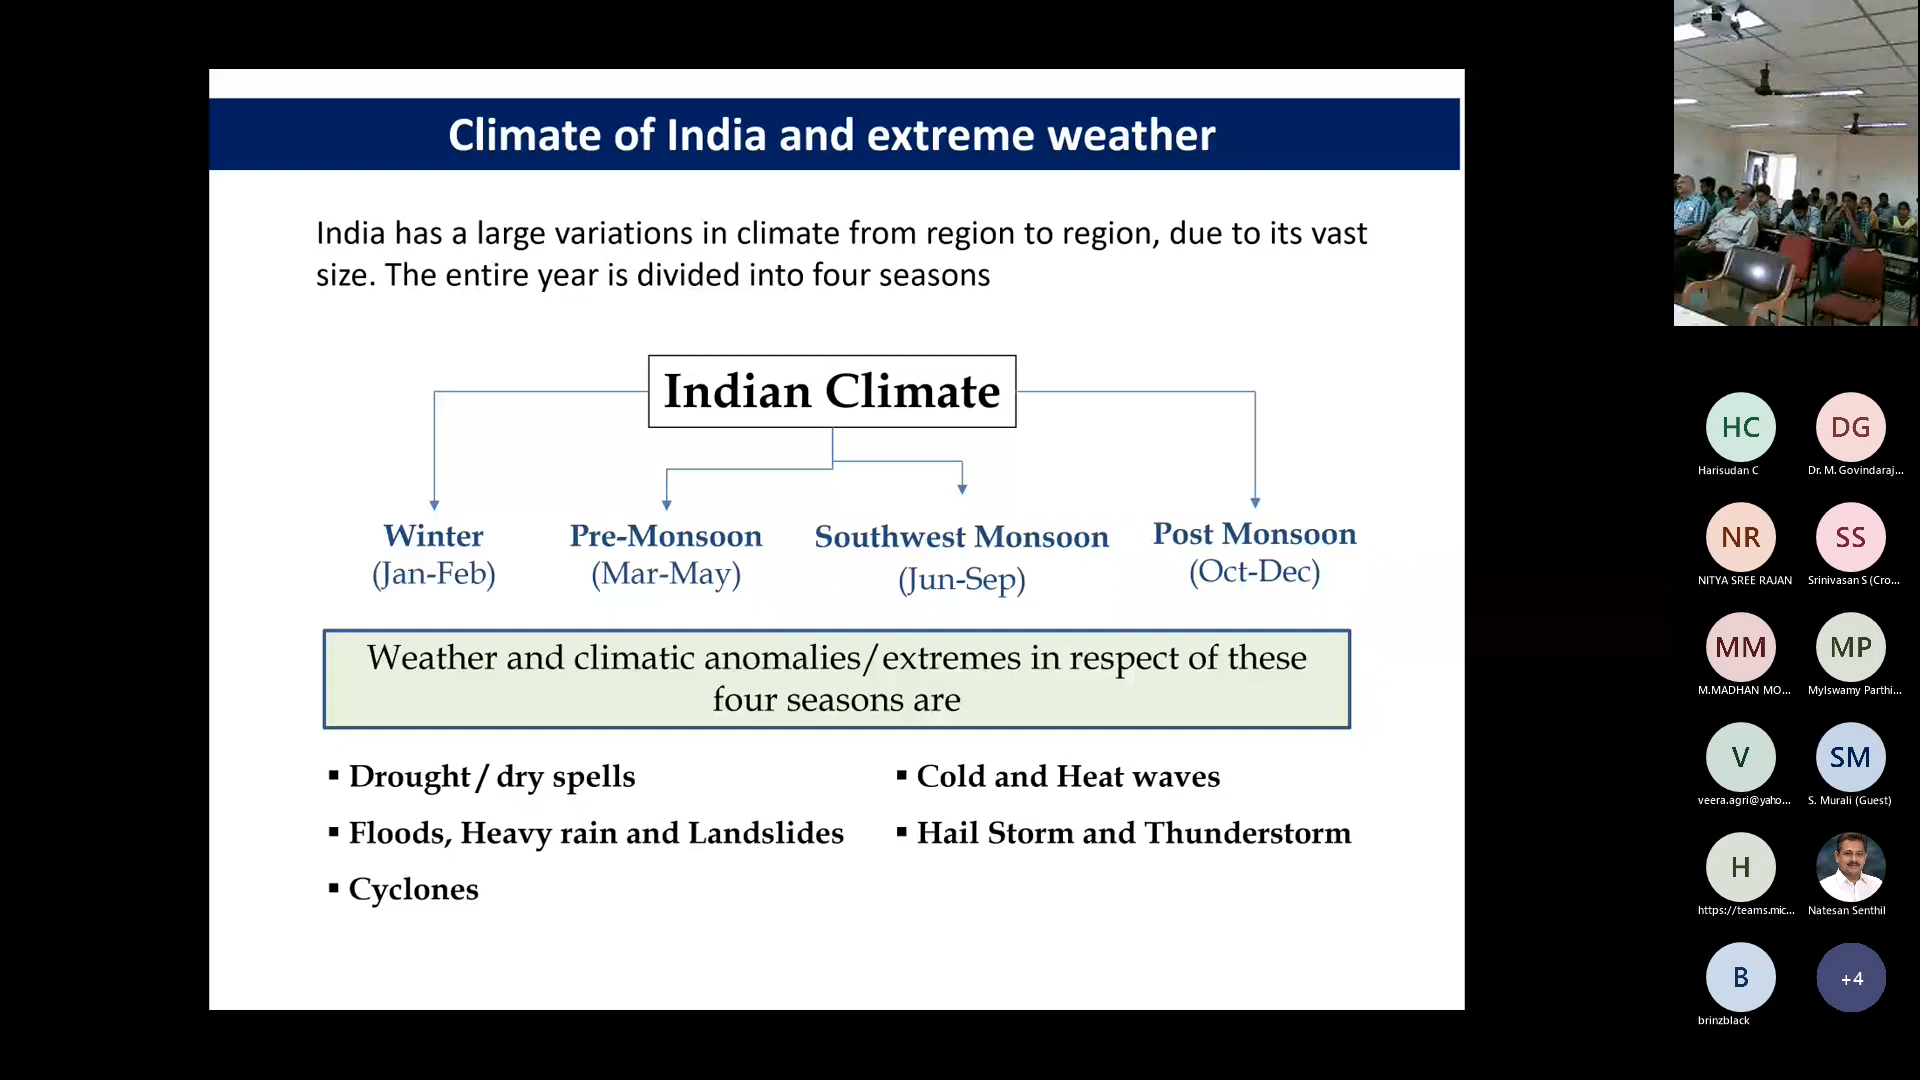 Climate of India and extreme weather
India has a large variations in climate from region to region, due to its vast
size. The entire year is divided into four seasons
Indian Climate
Winter
(Jan-Feb)
Pre-Monsoon
(Mar-May)
Southwest Monsoon
(Jun-Sep)
Post Monsoon
(Oct-Dec)
Weather and climatic anomalies/extremes in respect of these
four seasons are
▪ Drought / dry spells
▪ Floods, Heavy rain and Landslides
▪ Cyclones
▪ Cold and Heat waves
▪ Hail Storm and Thunderstorm
HC
Harisudan C
DG
Dr. M. Govindaraj...
NR
NITYA SREE RAJAN
SS
Srinivasan S (Cro...
MM
M.MADHAN MO...
MP
Mylswamy Parthi...
V
veera.agri@yaho...
SM
S. Murali (Guest)
H
https://teams.mic...
Natesan Senthil
B
brinzblack
+4